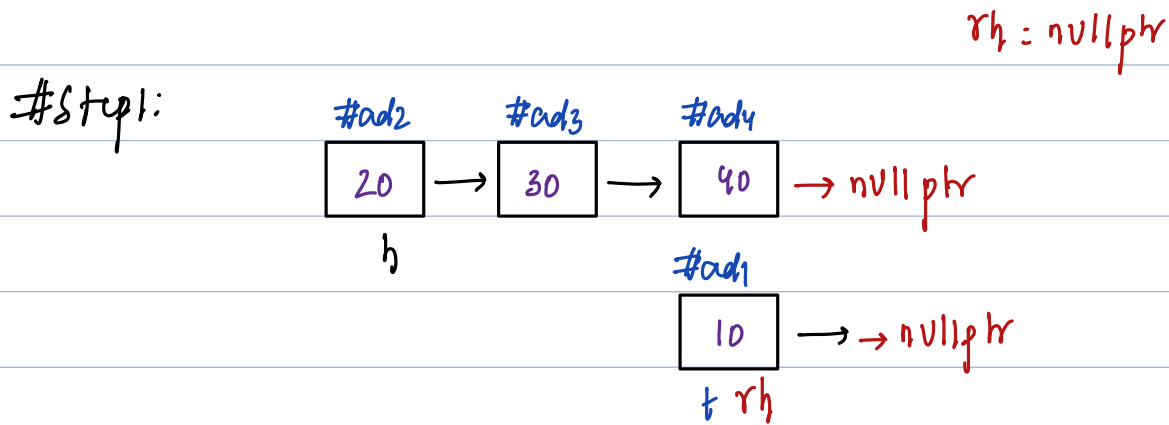 rh = nullptr
#Step1:
#ad2 #ad3 #ad4
20 → 30 → 40 → nullptr
h
#ad1
10 → → nullptr
t rh